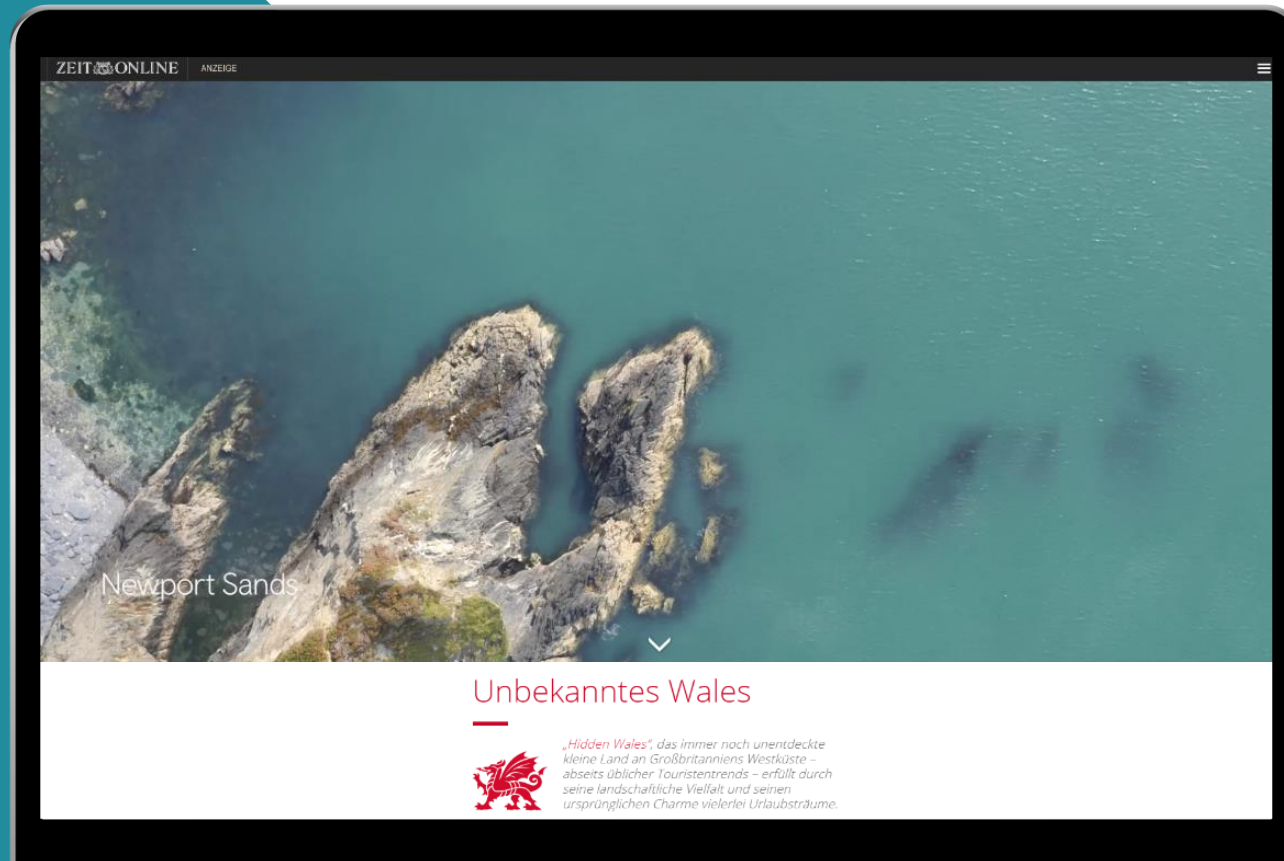 ZEIT ONLINE ANZEIGE
Newport Sands
Unbekanntes Wales
„Hidden Wales“, das immer noch unentdeckte
kleine Land an Großbritanniens Westküste –
abseits üblicher Touristentrends – erfüllt durch
seine landschaftliche Vielfalt und seinen
ursprünglichen Charme vielerlei Urlaubsträume.